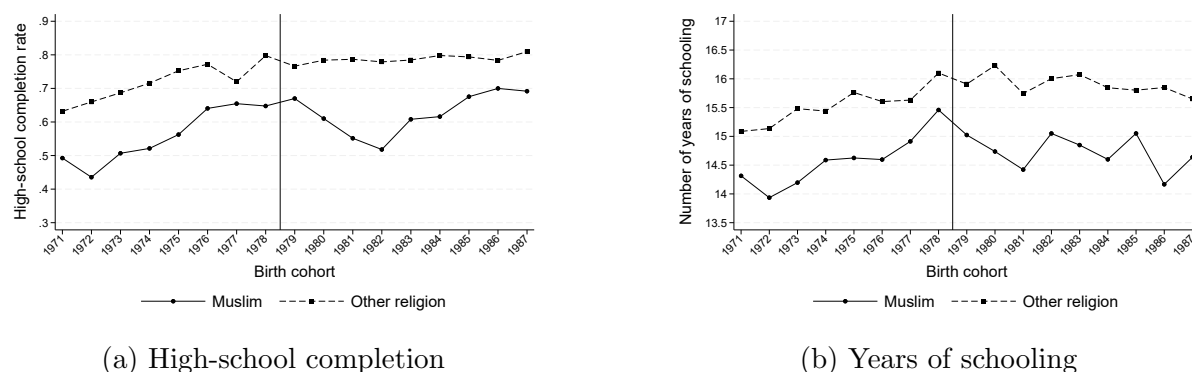 High-school completion rate
.9
.8
.7
.6
.5
.4
.3
1971 1972 1973 1974 1975 1976 1977 1978 1979 1980 1981 1982 1983 1984 1985 1986 1987
Birth cohort
Muslim Other religion
(a) High-school completion
Number of years of schooling
17
16.5
16
15.5
15
14.5
14
13.5
1971 1972 1973 1974 1975 1976 1977 1978 1979 1980 1981 1982 1983 1984 1985 1986 1987
Birth cohort
Muslim Other religion
(b) Years of schooling